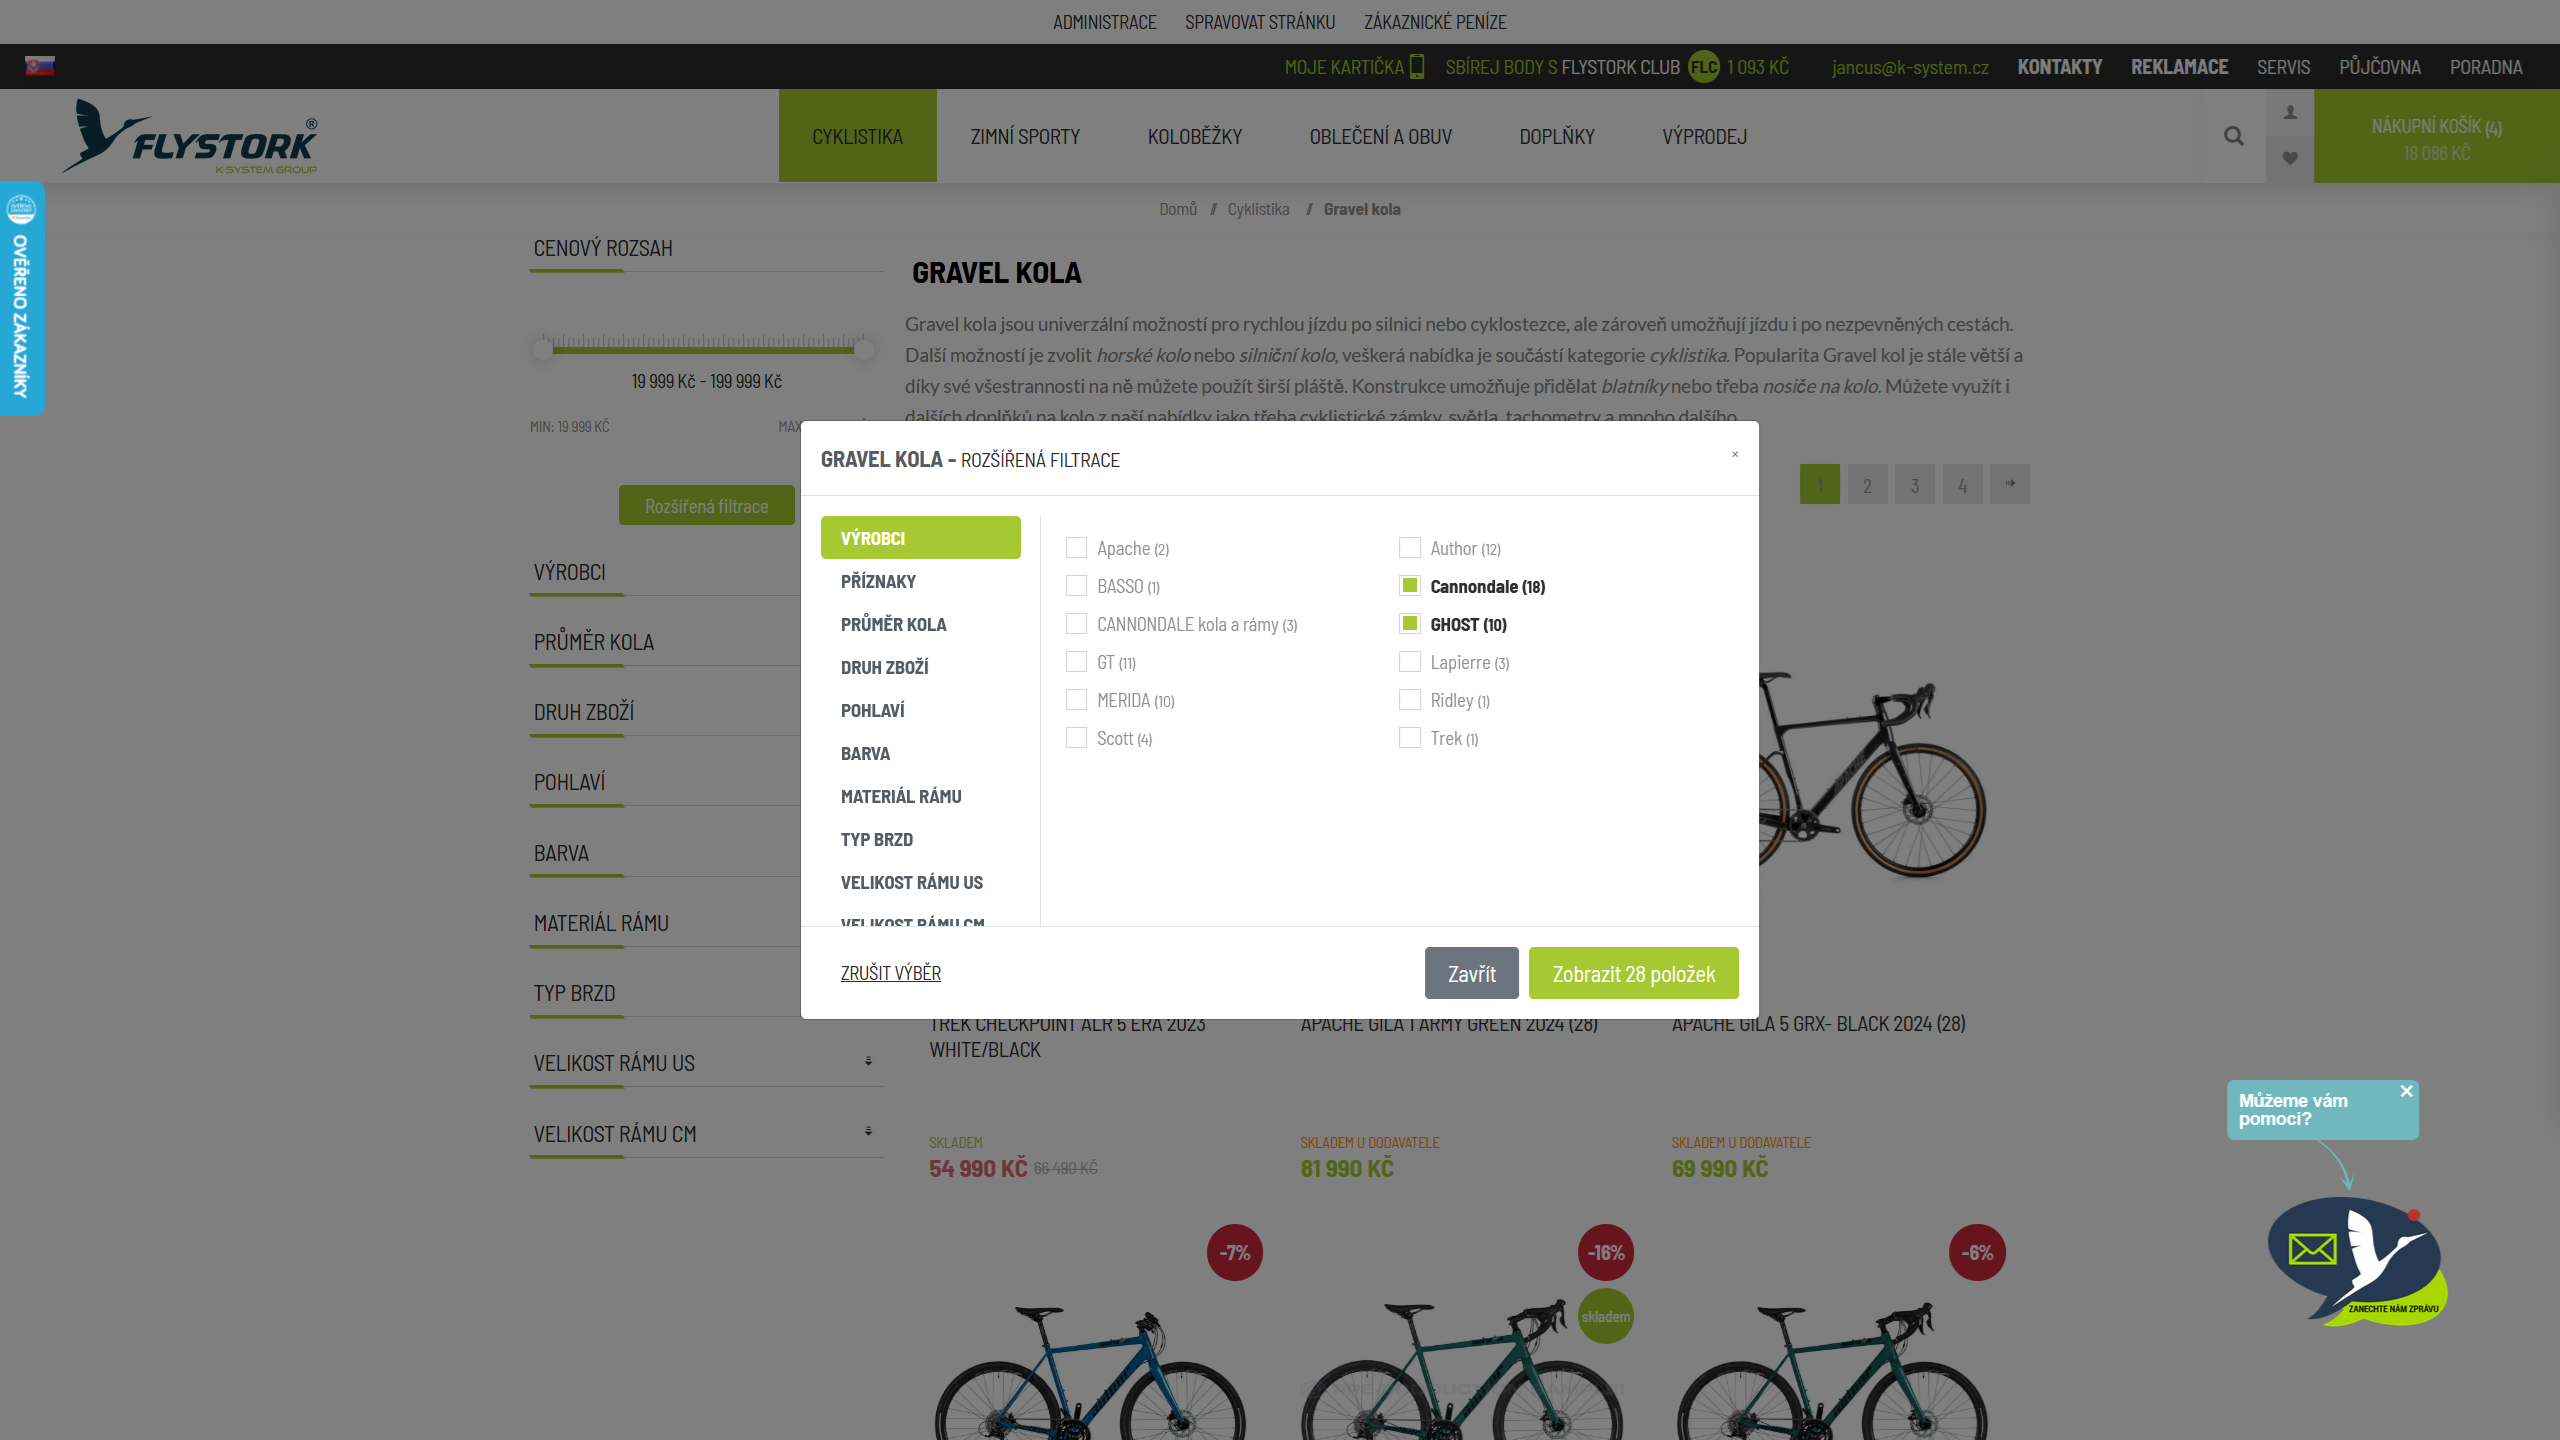 ADMINISTRACE SPRAVOVAT STRÁNKU ZÁKAZNICKÉ PENÍZE
MOJE KARTIČKA SBÍREJ BODY S FLYSTORK CLUB FLC 1 093 KČ jancus@k-system.cz KONTAKTY REKLAMACE SERVIS PŮJČOVNA PORADNA
FLYSTORK®
K-SYSTEM GROUP
CYKLISTIKA ZIMNÍ SPORTY KOLOBĚŽKY OBLEČENÍ A OBUV DOPLŇKY VÝPRODEJ
NÁKUPNÍ KOŠÍK (4)
18 086 KČ
OVĚŘENO ZÁKAZNÍKY
Domů // Cyklistika // Gravel kola
CENOVÝ ROZSAH
19 999 Kč - 199 999 Kč
MIN: 19 999 KČ MAX
Rozšířená filtrace
VÝROBCI
PRŮMĚR KOLA
DRUH ZBOŽÍ
POHLAVÍ
BARVA
MATERIÁL RÁMU
TYP BRZD
VELIKOST RÁMU US
VELIKOST RÁMU CM
GRAVEL KOLA
Gravel kola jsou univerzální možností pro rychlou jízdu po silnici nebo cyklostezce, ale zároveň umožňují jízdu i po nezpevněných cestách.
Další možností je zvolit horské kolo nebo silniční kolo, veškerá nabídka je součástí kategorie cyklistika. Popularita Gravel kol je stále větší a
díky své všestrannosti na ně můžete použít širší pláště. Konstrukce umožňuje přidělat blatníky nebo třeba nosiče na kolo. Můžete využít i
dalších doplňků na kolo z naší nabídky jako třeba cyklistické zámky, světla, tachometry a mnoho dalšího.
1 2 3 4
GRAVEL KOLA - ROZŠÍŘENÁ FILTRACE ×
VÝROBCI
PŘÍZNAKY
PRŮMĚR KOLA
DRUH ZBOŽÍ
POHLAVÍ
BARVA
MATERIÁL RÁMU
TYP BRZD
VELIKOST RÁMU US
VELIKOST RÁMU CM
Apache (2) Author (12)
BASSO (1) Cannondale (18)
CANNONDALE kola a rámy (3) GHOST (10)
GT (11) Lapierre (3)
MERIDA (10) Ridley (1)
Scott (4) Trek (1)
ZRUŠIT VÝBĚR Zavřít Zobrazit 28 položek
TREK CHECKPOINT ALR 5 ERA 2023
WHITE/BLACK
SKLADEM
54 990 KČ 66 490 KČ
APACHE GILA 1 ARMY GREEN 2024 (28)
SKLADEM U DODAVATELE
81 990 KČ
APACHE GILA 5 GRX- BLACK 2024 (28)
SKLADEM U DODAVATELE
69 990 KČ
-7% -16% -6%
skladem
Můžeme vám
pomoci?
ZANECHTE NÁM ZPRÁVU